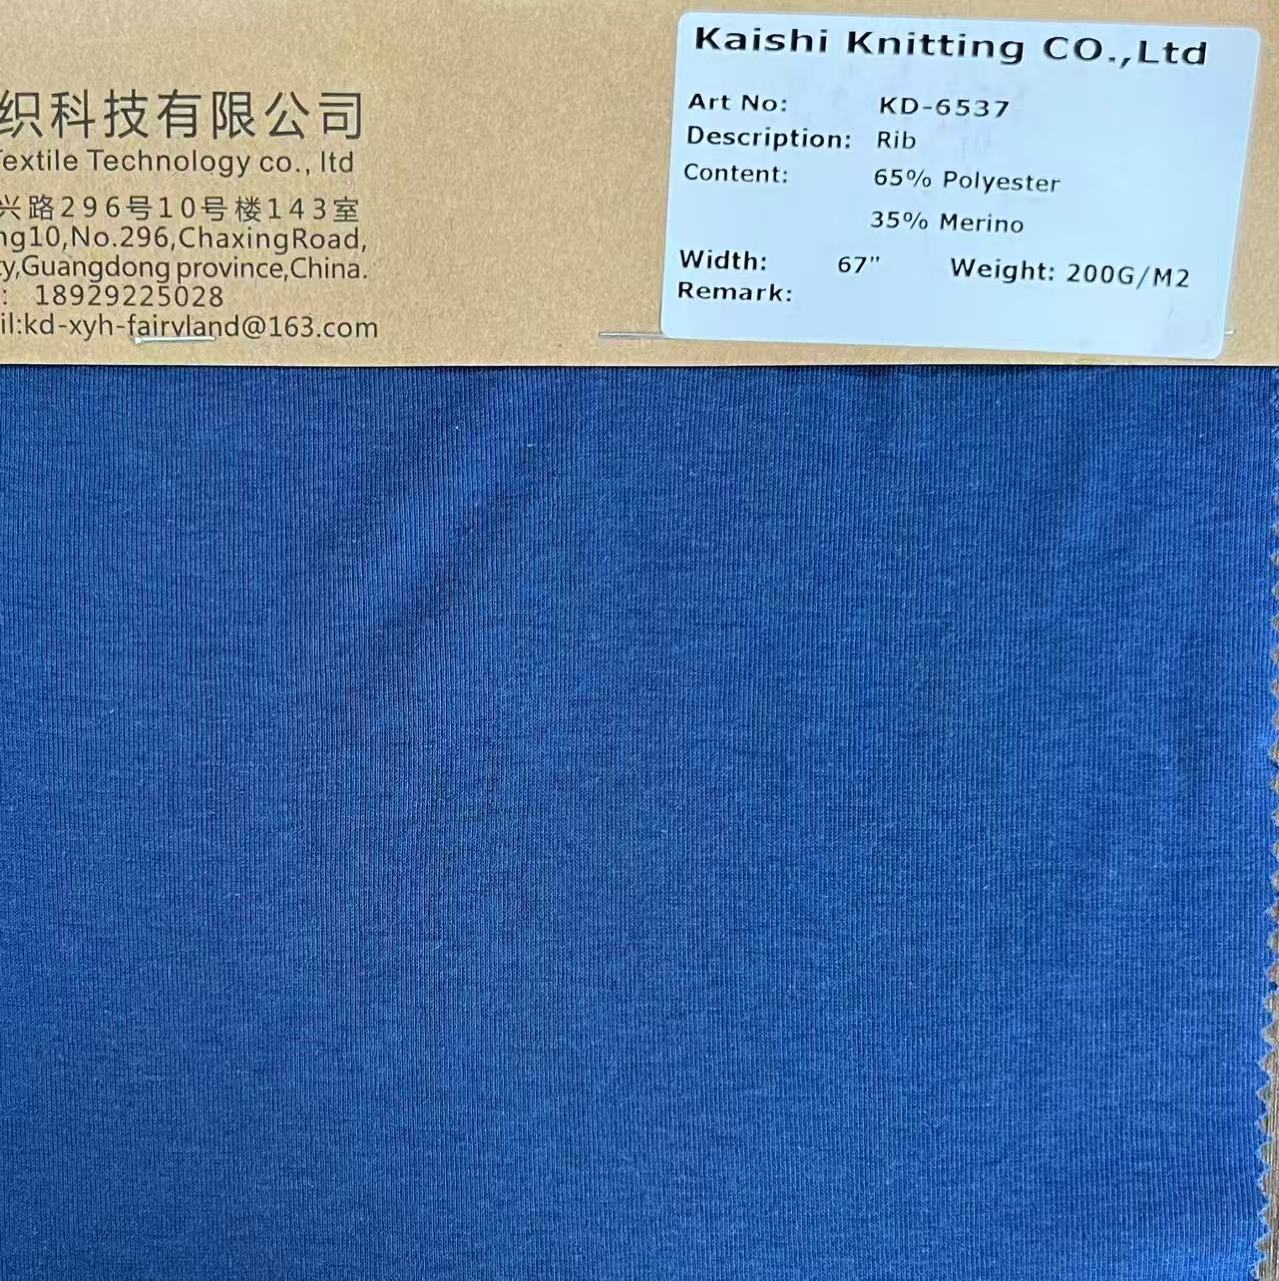 织科技有限公司
extile Technology co., ltd
兴路296号10号楼143室
ng10,No.296,ChaxingRoad,
y,Guangdong province,China.
: 18929225028
il:kd-xyh-fairyland@163.com
Kaishi Knitting CO.,Ltd
Art No: KD-6537
Description: Rib
Content: 65% Polyester
35% Merino
Width: 67" Weight: 200G/M2
Remark: